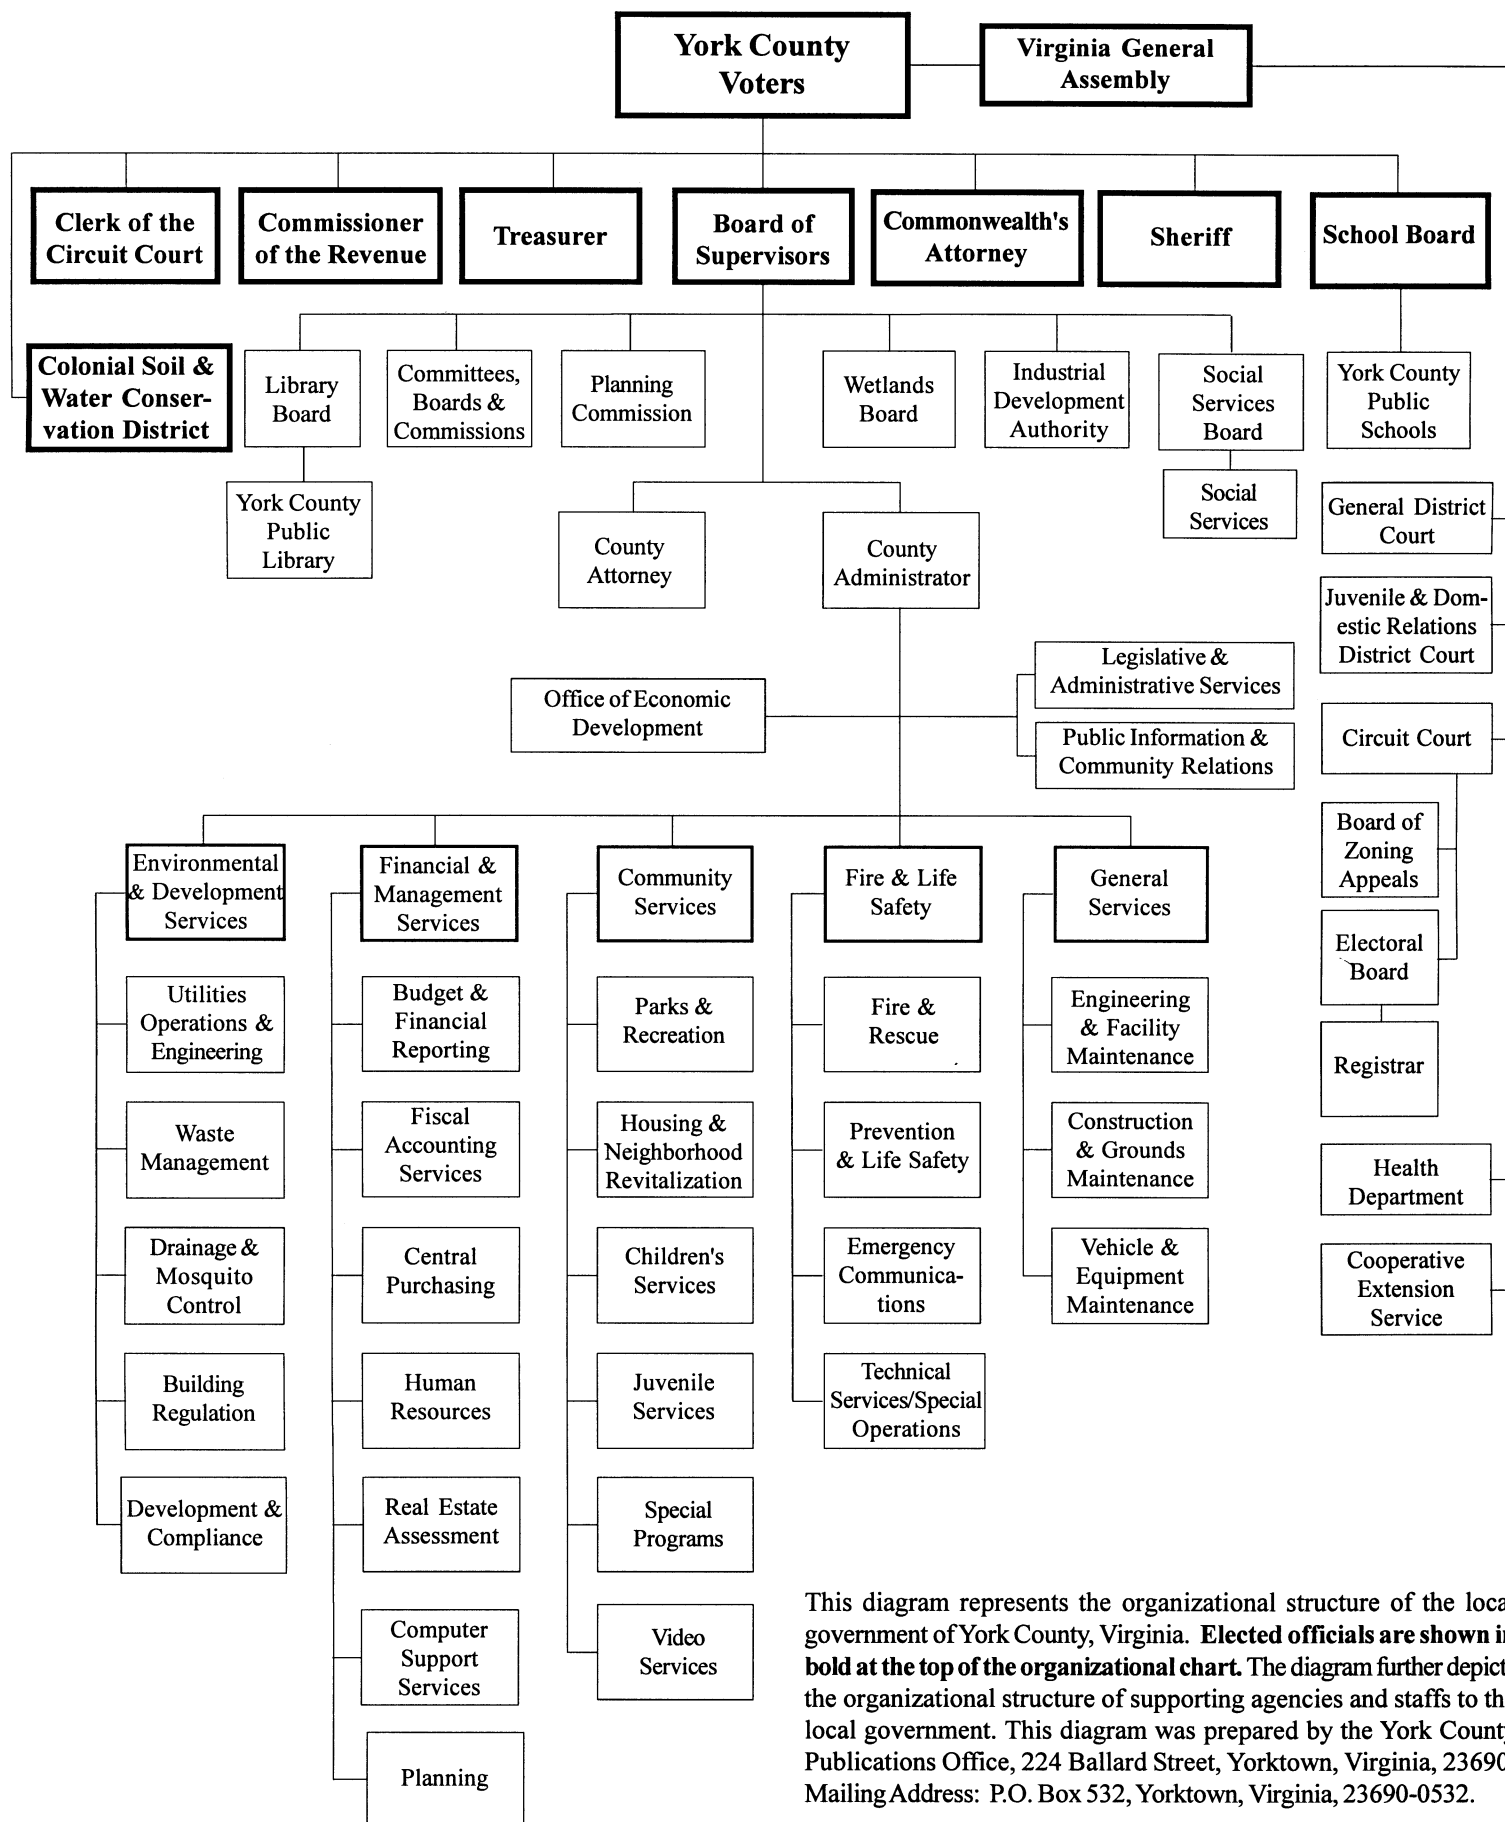 York County
Voters
Virginia General
Assembly
Clerk of the
Circuit Court
Commissioner
of the Revenue
Treasurer
Board of
Supervisors
Commonwealth's
Attorney
Sheriff
School Board
Colonial Soil &
Water Conser-
vation District
Library
Board
Committees,
Boards &
Commissions
Planning
Commission
Wetlands
Board
Industrial
Development
Authority
Social
Services
Board
York County
Public
Schools
York County
Public
Library
County
Attorney
County
Administrator
Social
Services
General District
Court
Juvenile & Dom-
estic Relations
District Court
Office of Economic
Development
Legislative &
Administrative Services
Public Information &
Community Relations
Circuit Court
Board of
Zoning
Appeals
Electoral
Board
Registrar
Health
Department
Cooperative
Extension
Service
Environmental
& Development
Services
Utilities
Operations &
Engineering
Waste
Management
Drainage &
Mosquito
Control
Building
Regulation
Development &
Compliance
Financial &
Management
Services
Budget &
Financial
Reporting
Fiscal
Accounting
Services
Central
Purchasing
Human
Resources
Real Estate
Assessment
Computer
Support
Services
Planning
Community
Services
Parks &
Recreation
Housing &
Neighborhood
Revitalization
Children's
Services
Juvenile
Services
Special
Programs
Video
Services
Fire & Life
Safety
Fire &
Rescue
Prevention
& Life Safety
Emergency
Communica-
tions
Technical
Services/Special
Operations
General
Services
Engineering
& Facility
Maintenance
Construction
& Grounds
Maintenance
Vehicle &
Equipment
Maintenance
This diagram represents the organizational structure of the loca
government of York County, Virginia. Elected officials are shown in
bold at the top of the organizational chart. The diagram further depict
the organizational structure of supporting agencies and staffs to th
local government. This diagram was prepared by the York County
Publications Office, 224 Ballard Street, Yorktown, Virginia, 23690
Mailing Address: P.O. Box 532, Yorktown, Virginia, 23690-0532.